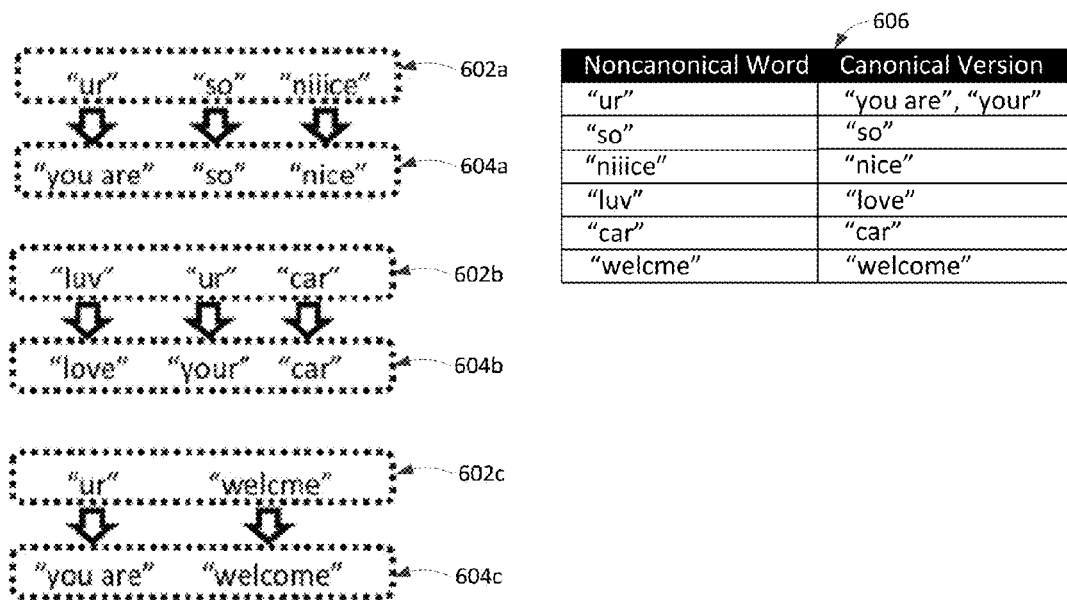 “ur” “so” “niiice” 602a
“you are” “so” “nice” 604a
“luv” “ur” “car” 602b
“love” “your” “car” 604b
“ur” “welcme” 602c
“you are” “welcome” 604c
606
Noncanonical Word Canonical Version
“ur” “you are”, “your”
“so” “so”
“niiice” “nice”
“luv” “love”
“car” “car”
“welcme” “welcome”